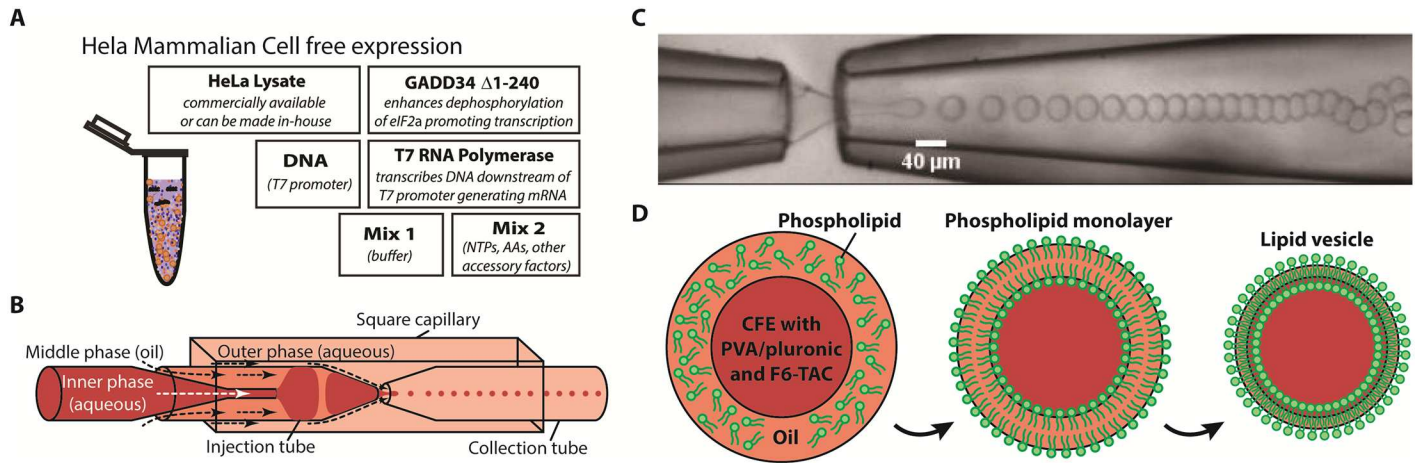 A
Hela Mammalian Cell free expression
HeLa Lysate
commercially available
or can be made in-house
GADD34 Δ1-240
enhances dephosphorylation
of eIF2a promoting transcription
DNA
(T7 promoter)
T7 RNA Polymerase
transcribes DNA downstream of
T7 promoter generating mRNA
Mix 1
(buffer)
Mix 2
(NTPs, AAs, other
accessory factors)
B
Square capillary
Middle phase (oil)
Outer phase (aqueous)
Inner phase
(aqueous)
Injection tube
Collection tube
C
40 µm
D
Phospholipid
CFE with
PVA/pluronic
and F6-TAC
Oil
Phospholipid monolayer
Lipid vesicle